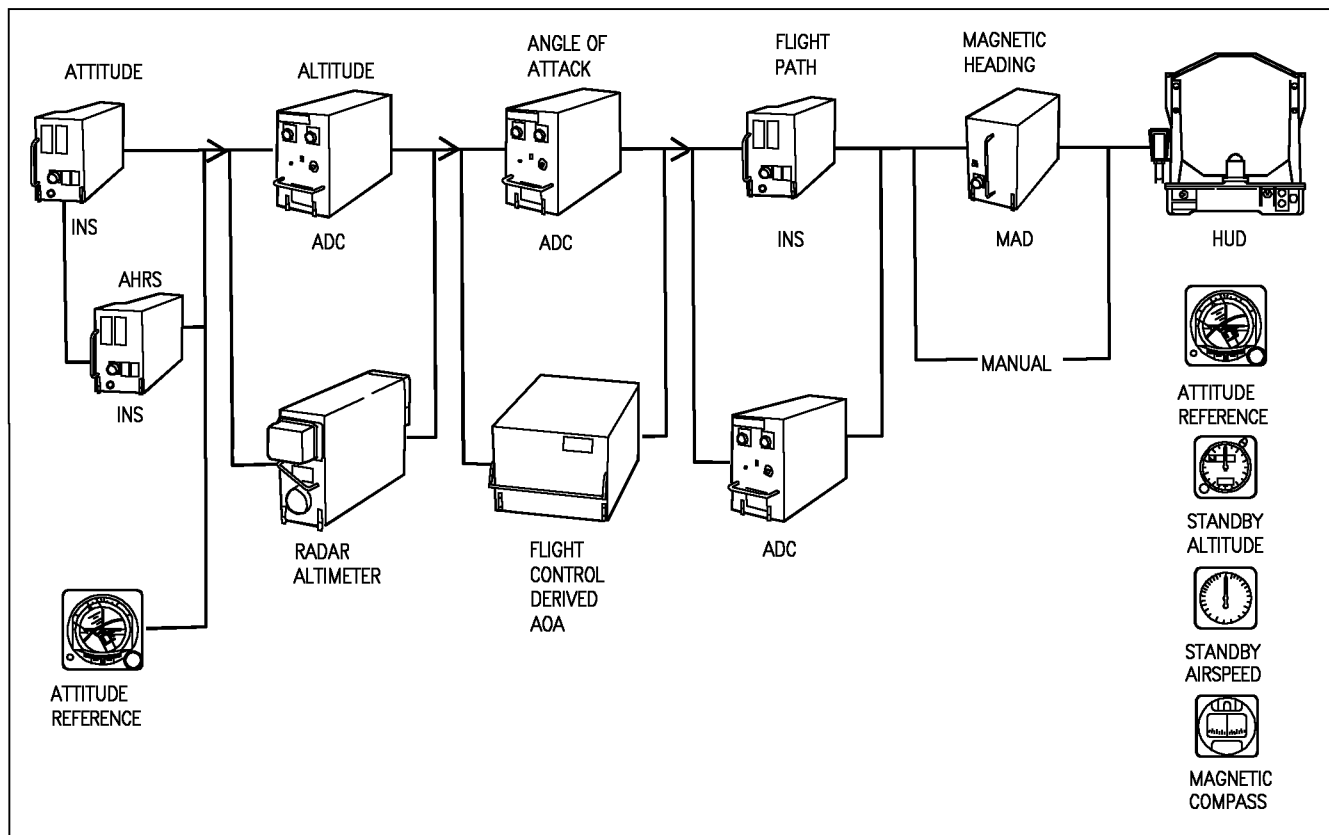 ATTITUDE
INS
AHRS
INS
ATTITUDE
REFERENCE
ALTITUDE
ADC
RADAR
ALTIMETER
ANGLE OF
ATTACK
ADC
FLIGHT
CONTROL
DERIVED
AOA
FLIGHT
PATH
INS
ADC
MAGNETIC
HEADING
MAD
MANUAL
HUD
ATTITUDE
REFERENCE
STANDBY
ALTITUDE
STANDBY
AIRSPEED
MAGNETIC
COMPASS